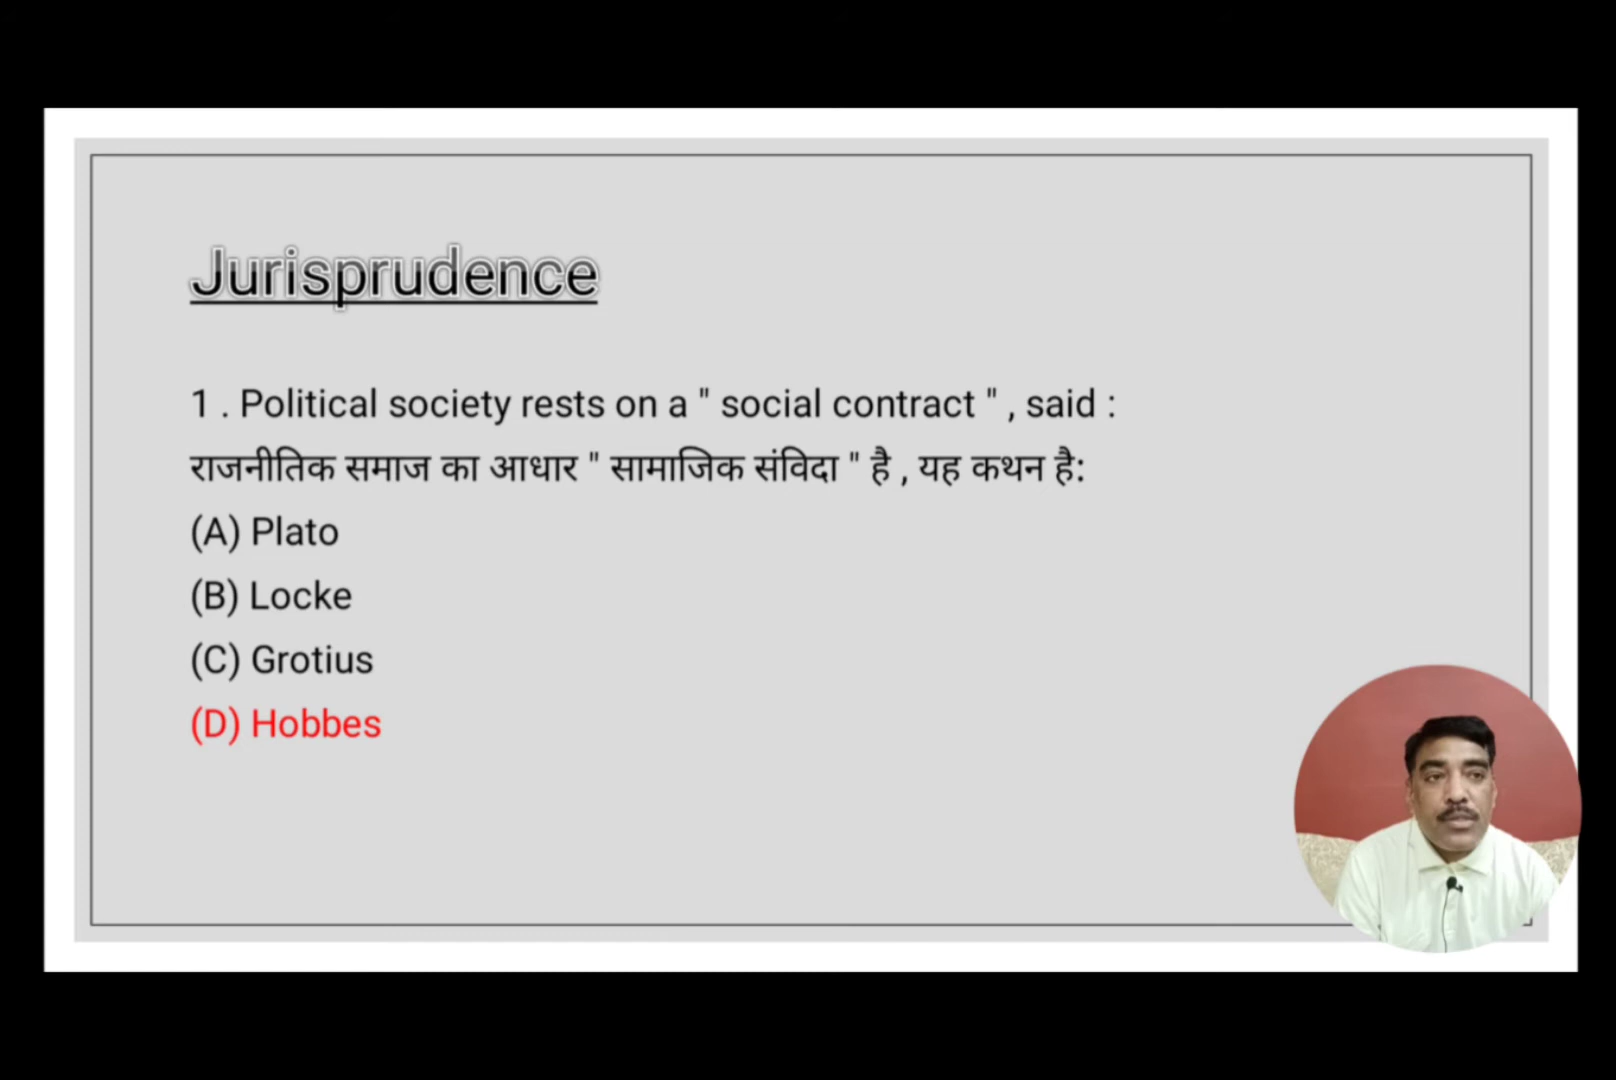 Jurisprudence
1 . Political society rests on a " social contract " , said :
राजनीतिक समाज का आधार " सामाजिक संविदा " है , यह कथन है:
(A) Plato
(B) Locke
(C) Grotius
(D) Hobbes